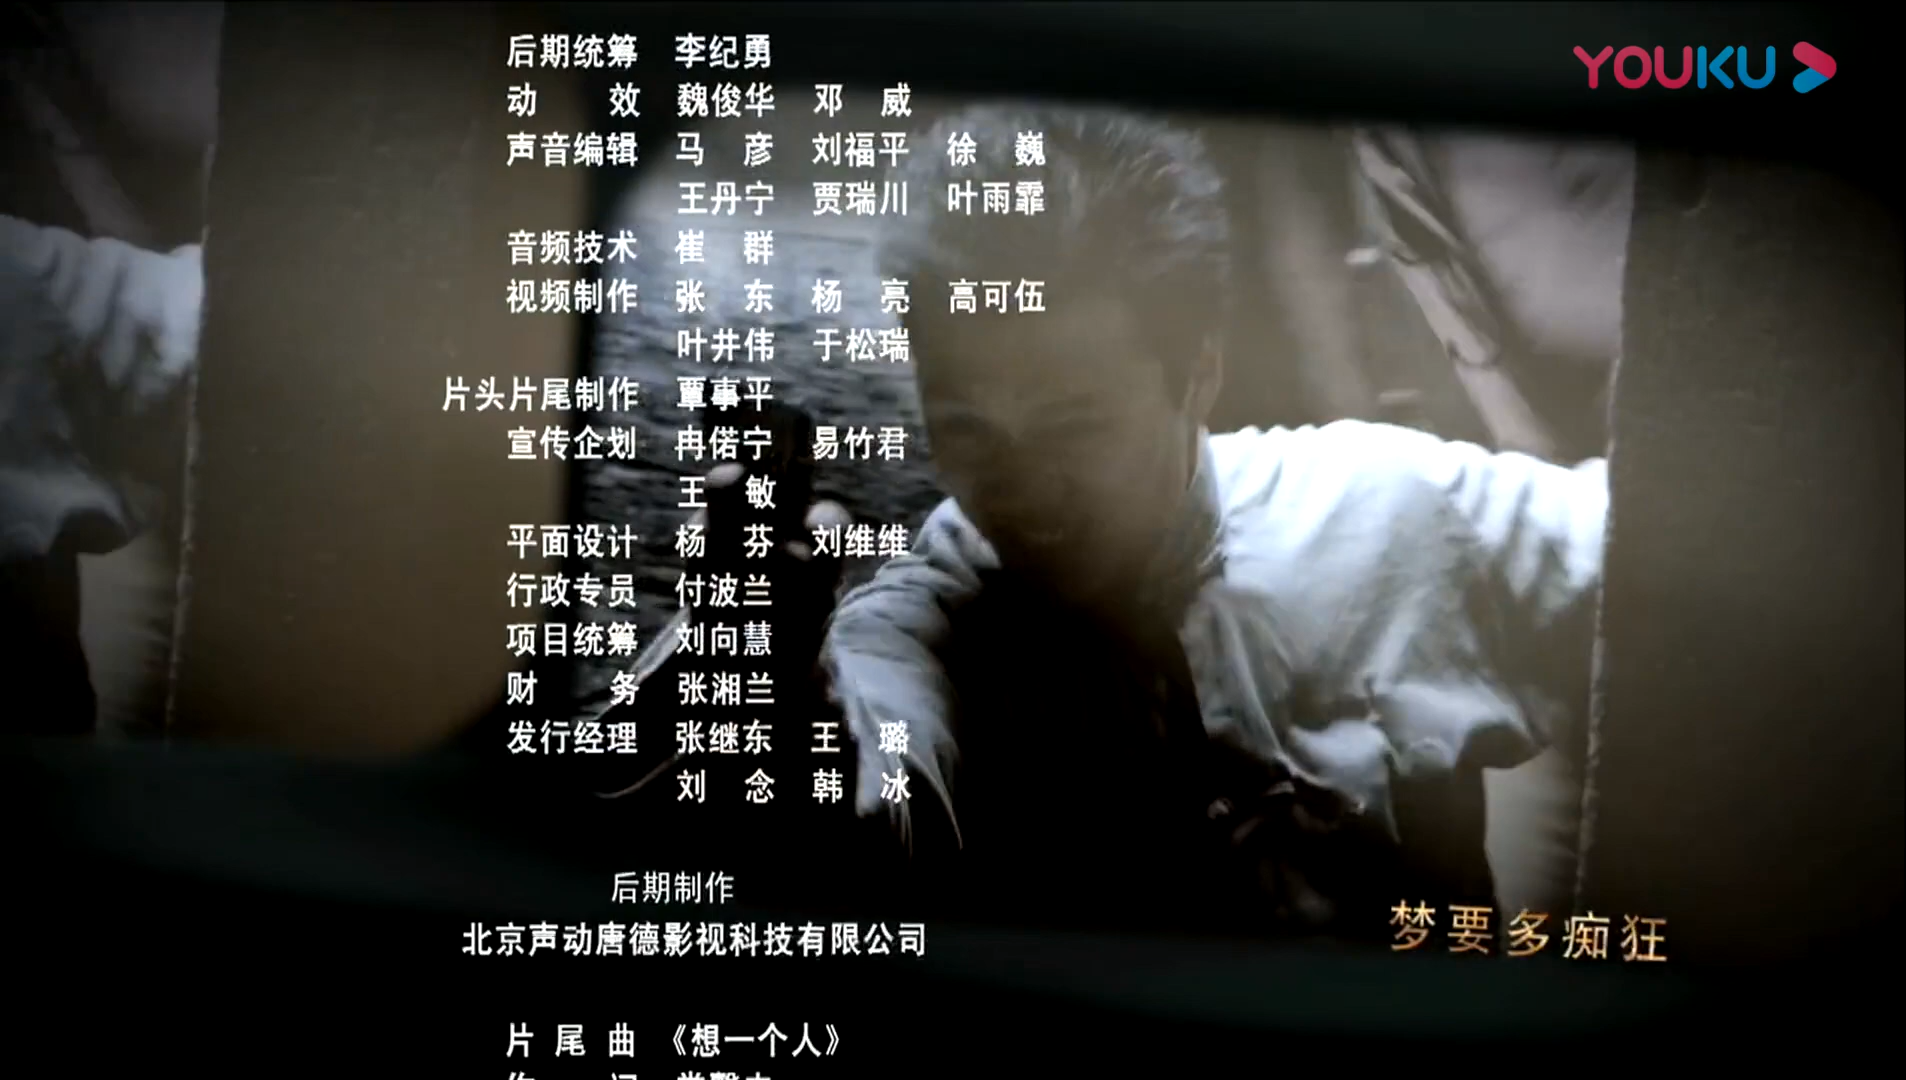 YOUKU
后期统筹 李纪勇
动 效 魏俊华 邓 威
声音编辑 马 彦 刘福平 徐 巍
王丹宁 贾瑞川 叶雨霏
音频技术 崔 群
视频制作 张 东 杨 亮 高可伍
叶井伟 于松瑞
片头片尾制作 覃事平
宣传企划 冉偌宁 易竹君
王 敏
平面设计 杨 芬 刘维维
行政专员 付波兰
项目统筹 刘向慧
财 务 张湘兰
发行经理 张继东 王 璐
刘 念 韩 冰
后期制作
北京声动唐德影视科技有限公司
梦要多痴狂
片 尾 曲 《想一个人》